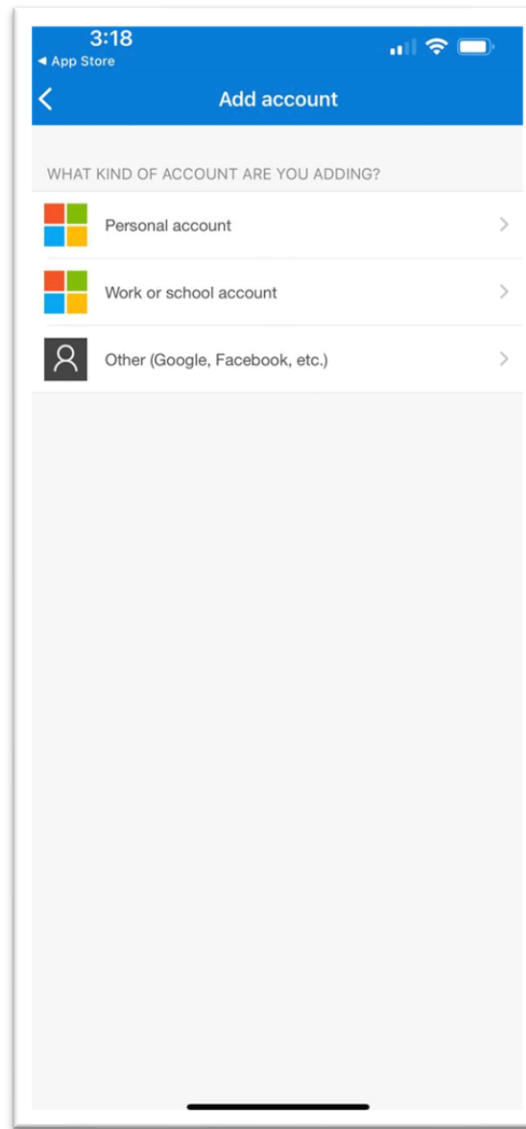 3:18
◀ App Store
Add account
WHAT KIND OF ACCOUNT ARE YOU ADDING?
Personal account
Work or school account
Other (Google, Facebook, etc.)